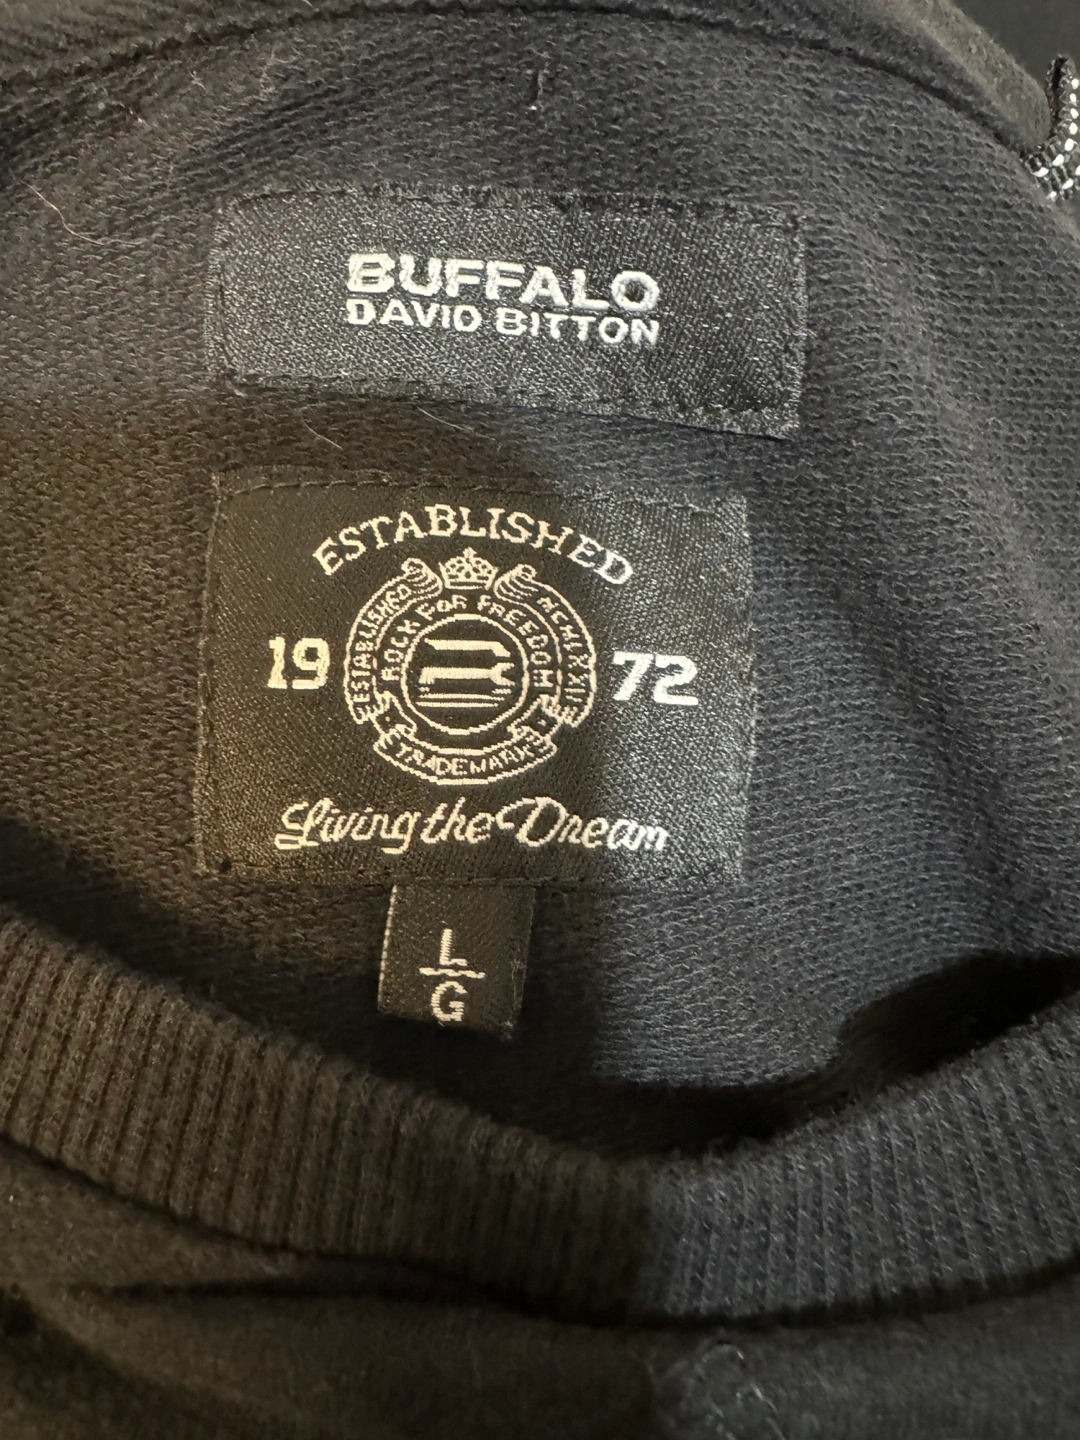 BUFFALO
DAVID BITTON
ESTABLISHED
19 72
ESTABLISHED
ROCK FOR FREEDOM
MCMLXXII
TRADEMARK
Living the Dream
L
G